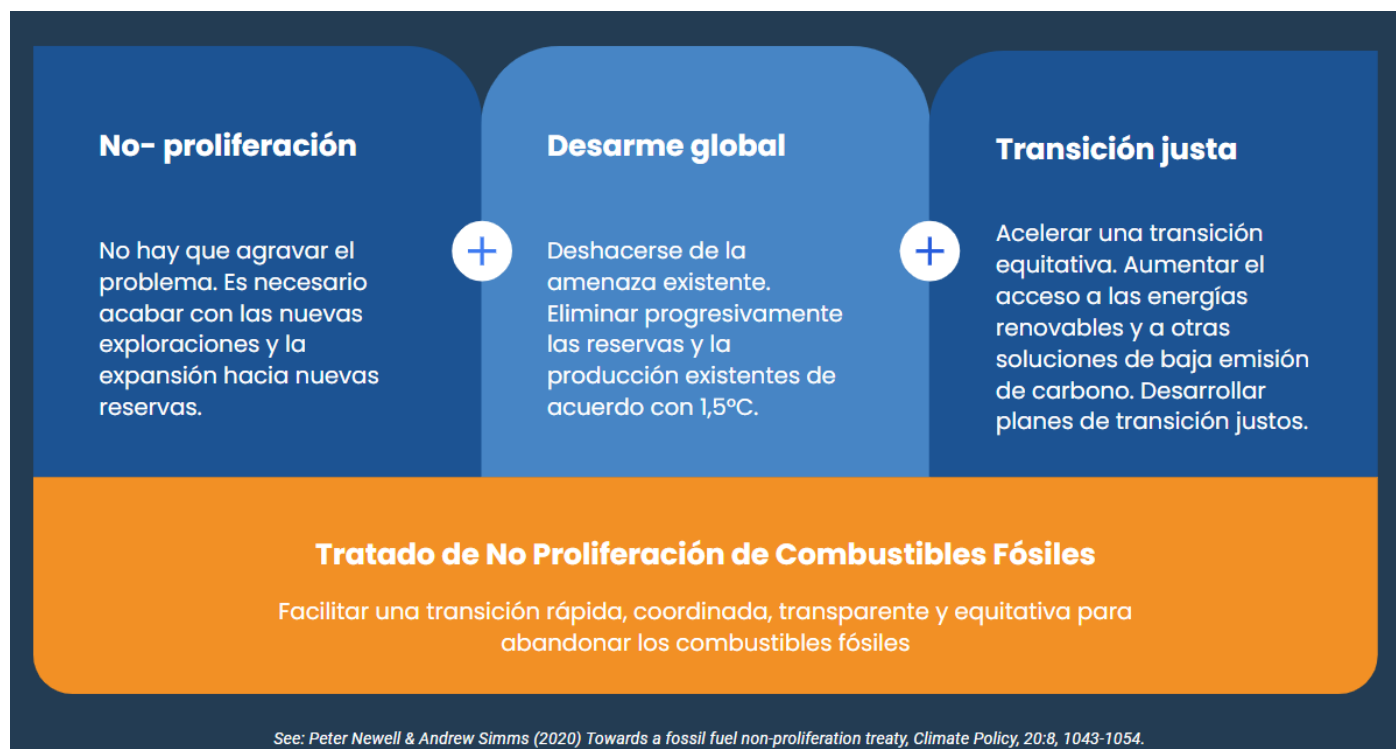 No- proliferación
No hay que agravar el
problema. Es necesario
acabar con las nuevas
exploraciones y la
expansión hacia nuevas
reservas.
Desarme global
Deshacerse de la
amenaza existente.
Eliminar progresivamente
las reservas y la
producción existentes de
acuerdo con 1,5ºC.
Transición justa
Acelerar una transición
equitativa. Aumentar el
acceso a las energías
renovables y a otras
soluciones de baja emisión
de carbono. Desarrollar
planes de transición justos.
Tratado de No Proliferación de Combustibles Fósiles
Facilitar una transición rápida, coordinada, transparente y equitativa para
abandonar los combustibles fósiles
See: Peter Newell & Andrew Simms (2020) Towards a fossil fuel non-proliferation treaty, Climate Policy, 20:8, 1043-1054.